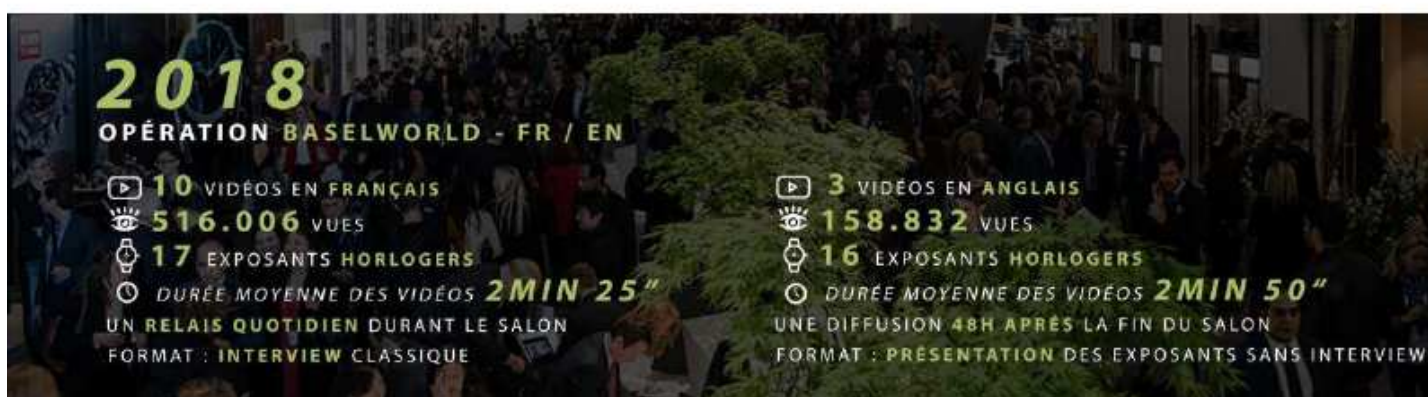 2018
OPÉRATION BASELWORLD - FR / EN
10 VIDÉOS EN FRANÇAIS
516.006 VUES
17 EXPOSANTS HORLOGERS
DURÉE MOYENNE DES VIDÉOS 2MIN 25"
UN RELAIS QUOTIDIEN DURANT LE SALON
FORMAT : INTERVIEW CLASSIQUE
3 VIDÉOS EN ANGLAIS
158.832 VUES
16 EXPOSANTS HORLOGERS
DURÉE MOYENNE DES VIDÉOS 2MIN 50"
UNE DIFFUSION 48H APRÈS LA FIN DU SALON
FORMAT : PRÉSENTATION DES EXPOSANTS SANS INTERVIEW